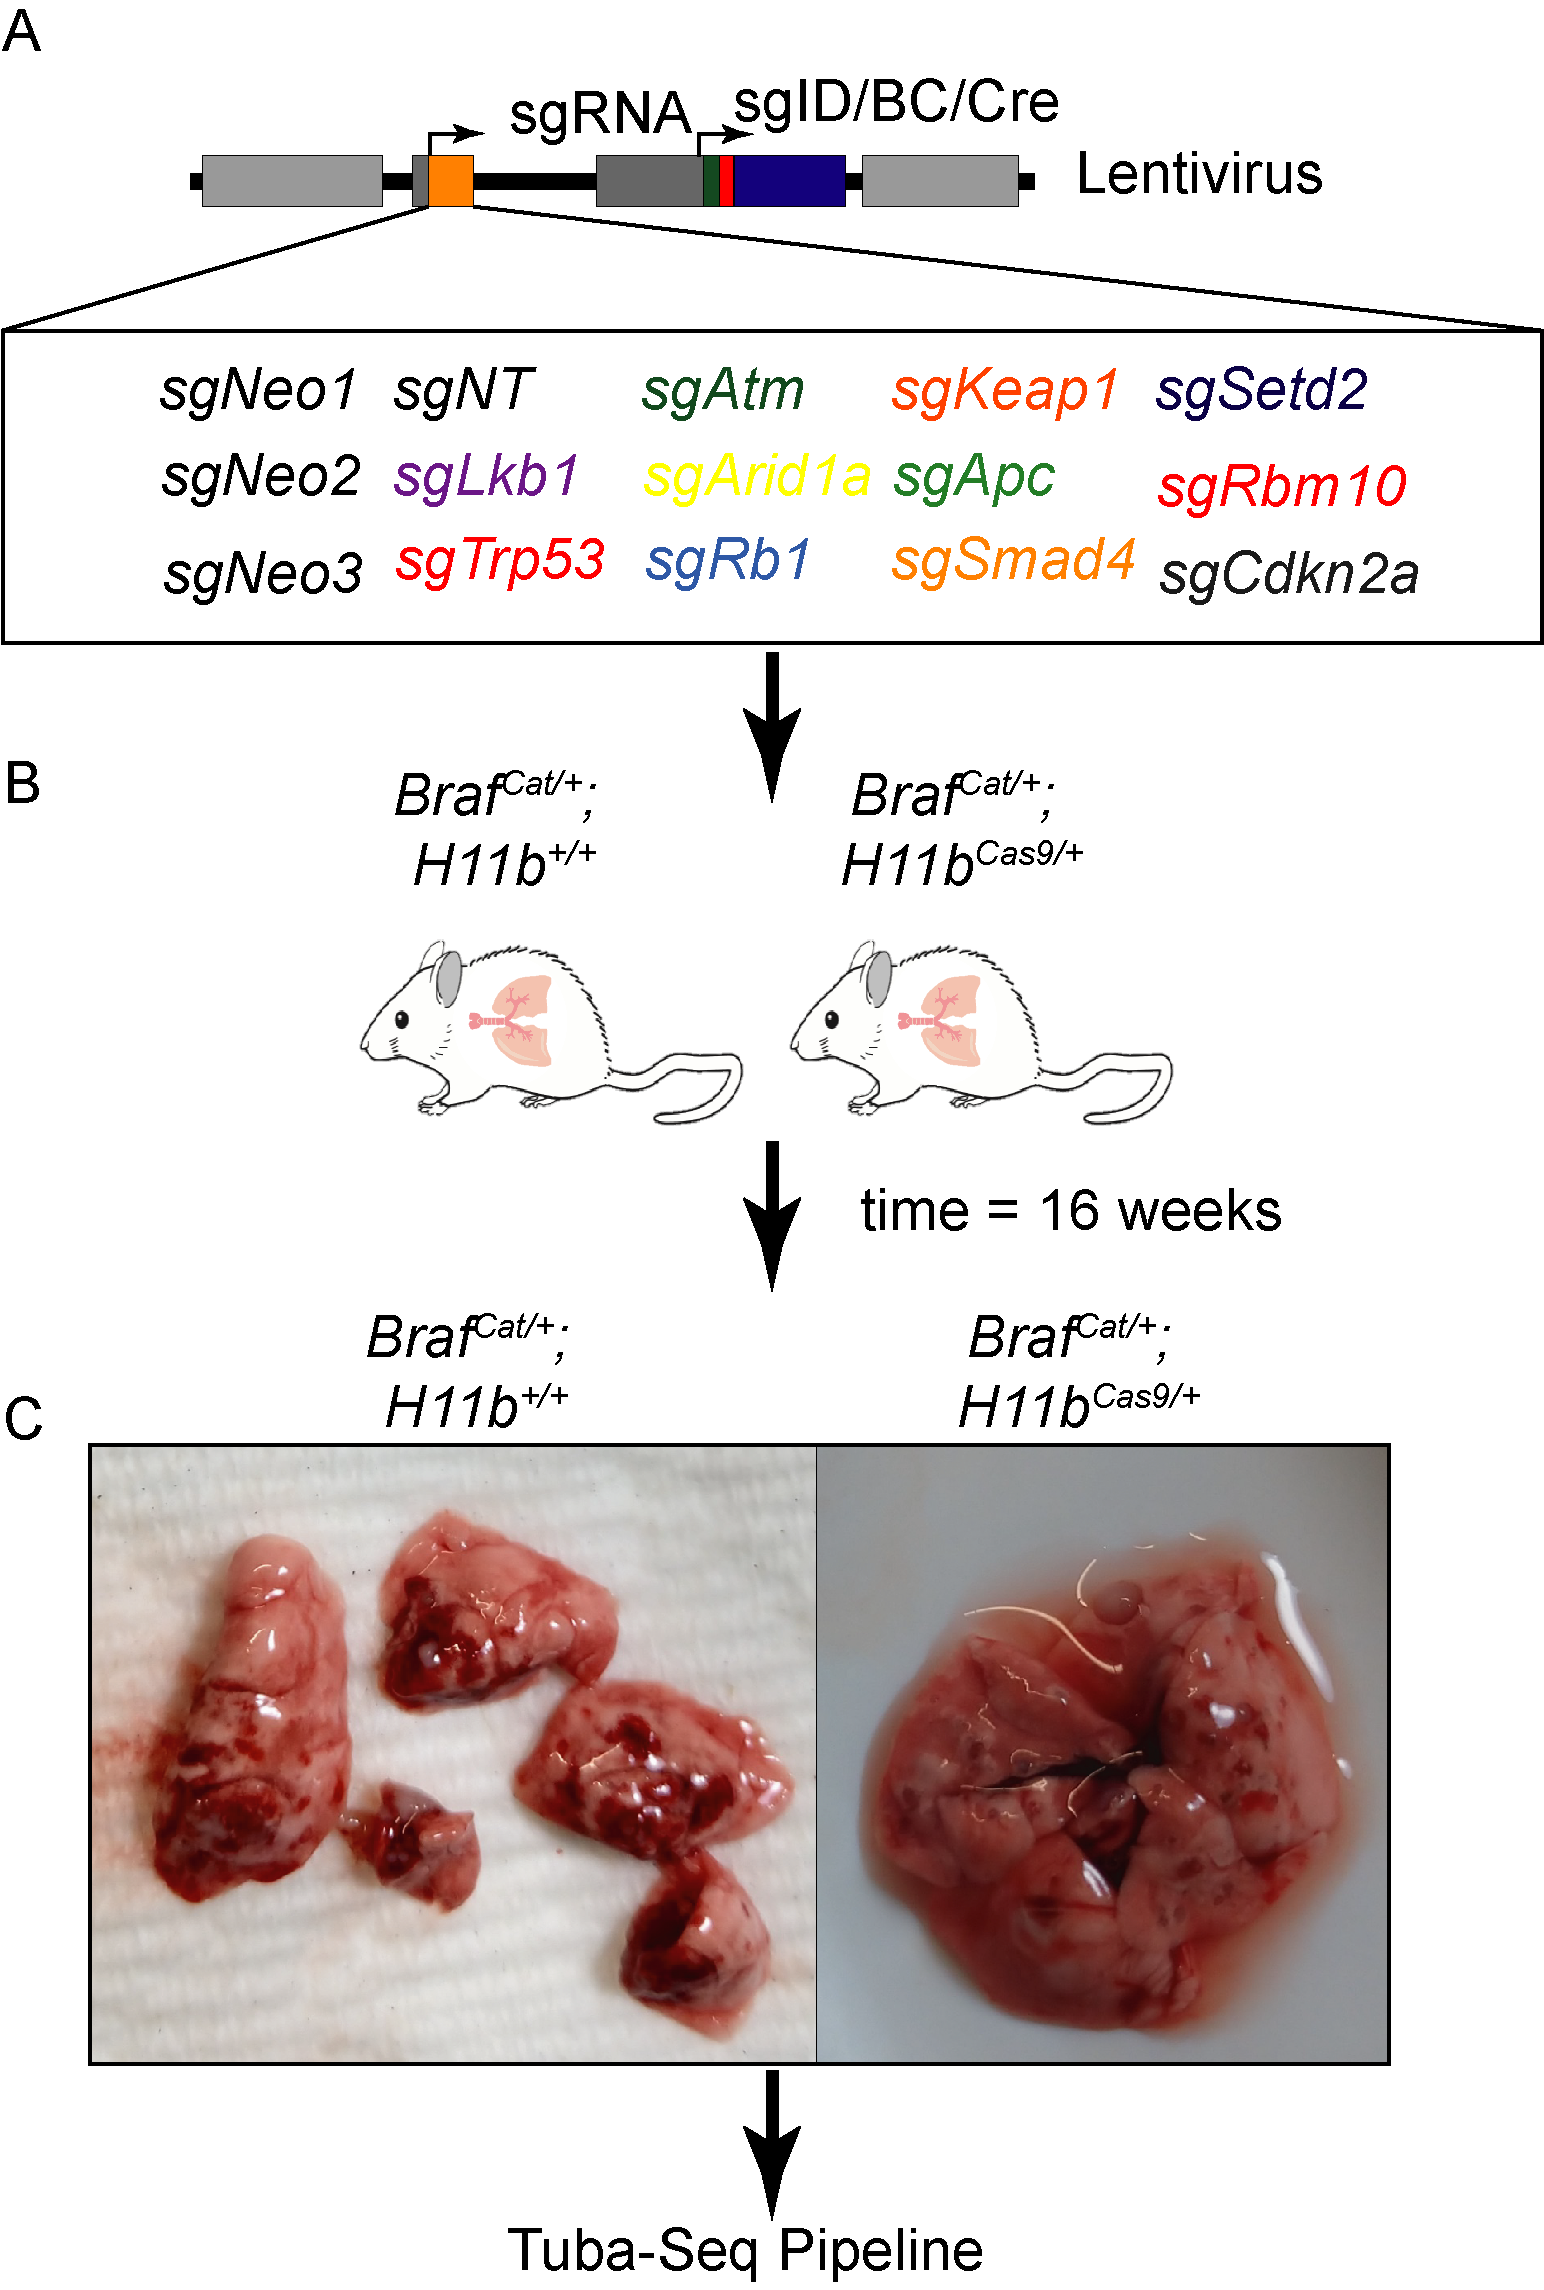 A
sgRNA sgID/BC/Cre
Lentivirus
sgNeo1 sgNT sgAtm sgKeap1 sgSetd2
sgNeo2 sgLkb1 sgArid1a sgApc sgRbm10
sgNeo3 sgTrp53 sgRb1 sgSmad4 sgCdkn2a
B
Braf^Cat/+; Braf^Cat/+;
H11b^+/+ H11b^Cas9/+
time = 16 weeks
Braf^Cat/+; Braf^Cat/+;
H11b^+/+ H11b^Cas9/+
C
Tuba-Seq Pipeline